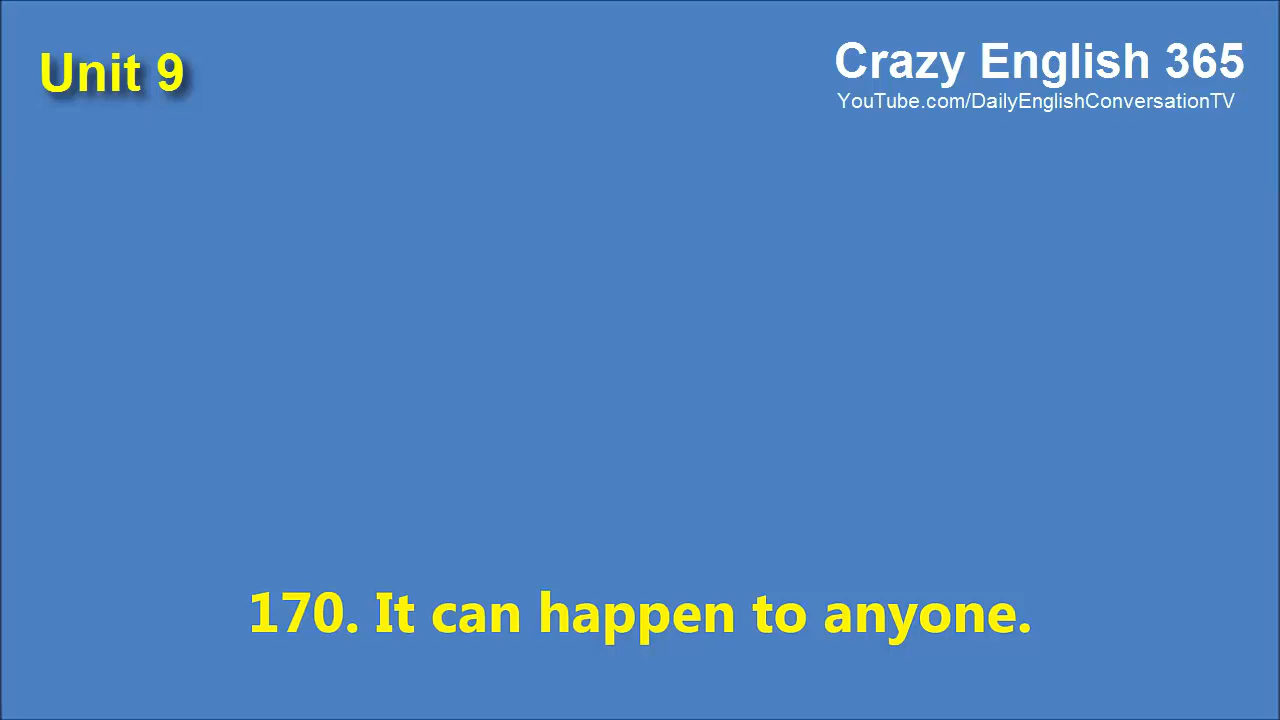 Unit 9
Crazy English 365
YouTube.com/DailyEnglishConversationTV
170. It can happen to anyone.